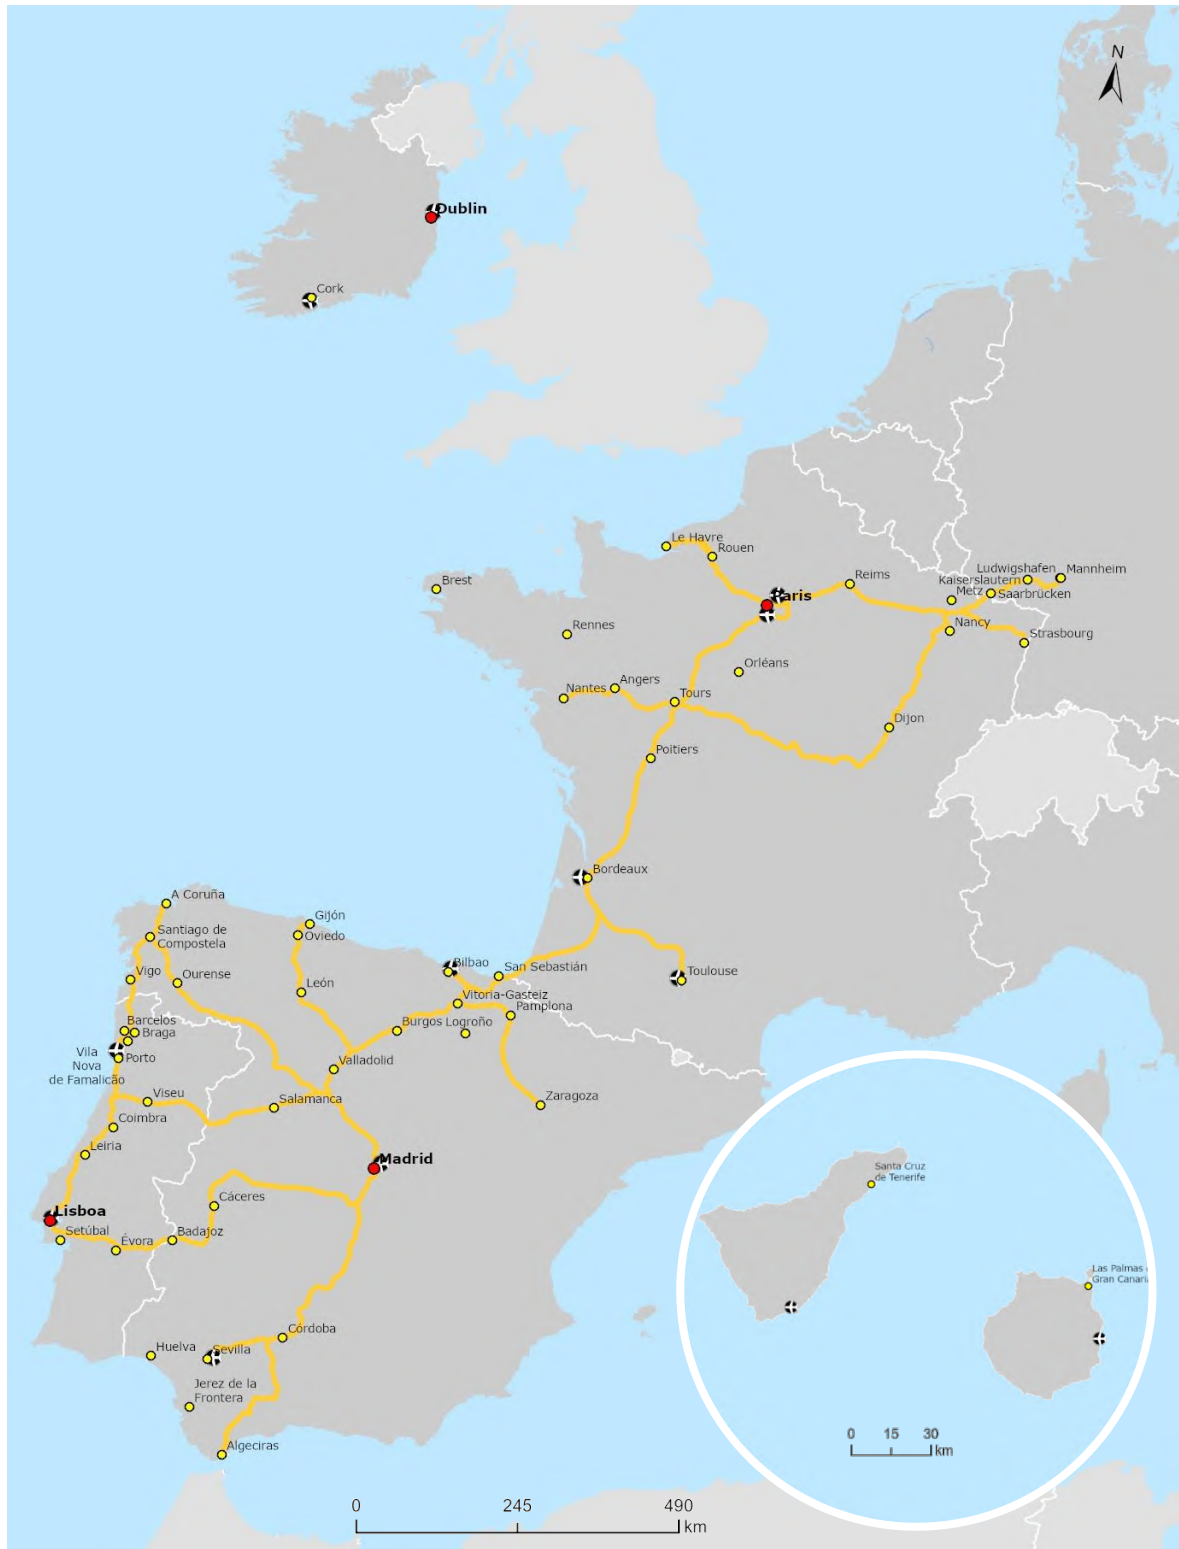 N
Dublin
Cork
Le Havre
Rouen
Brest
Reims
Ludwigshafen
Mannheim
Kaiserslautern
Metz
Saarbrücken
aris
Rennes
Nancy
Strasbourg
Orléans
Nantes
Angers
Tours
Dijon
Poitiers
Bordeaux
A Coruña
Gijón
Santiago de
Compostela
Oviedo
Bilbao
San Sebastián
Toulouse
Vigo
Ourense
León
Vitoria-Gasteiz
Pamplona
Barcelos
Braga
Burgos
Logroño
Vila
Nova
de Famalicão
Porto
Valladolid
Viseu
Salamanca
Zaragoza
Coimbra
Leiria
Madrid
Santa Cruz
de Tenerife
Lisboa
Cáceres
Setúbal
Évora
Badajoz
Las Palmas
Gran Canaria
Huelva
Sevilla
Córdoba
Jerez de la
Frontera
Algeciras
0 15 30
km
0 245 490
km